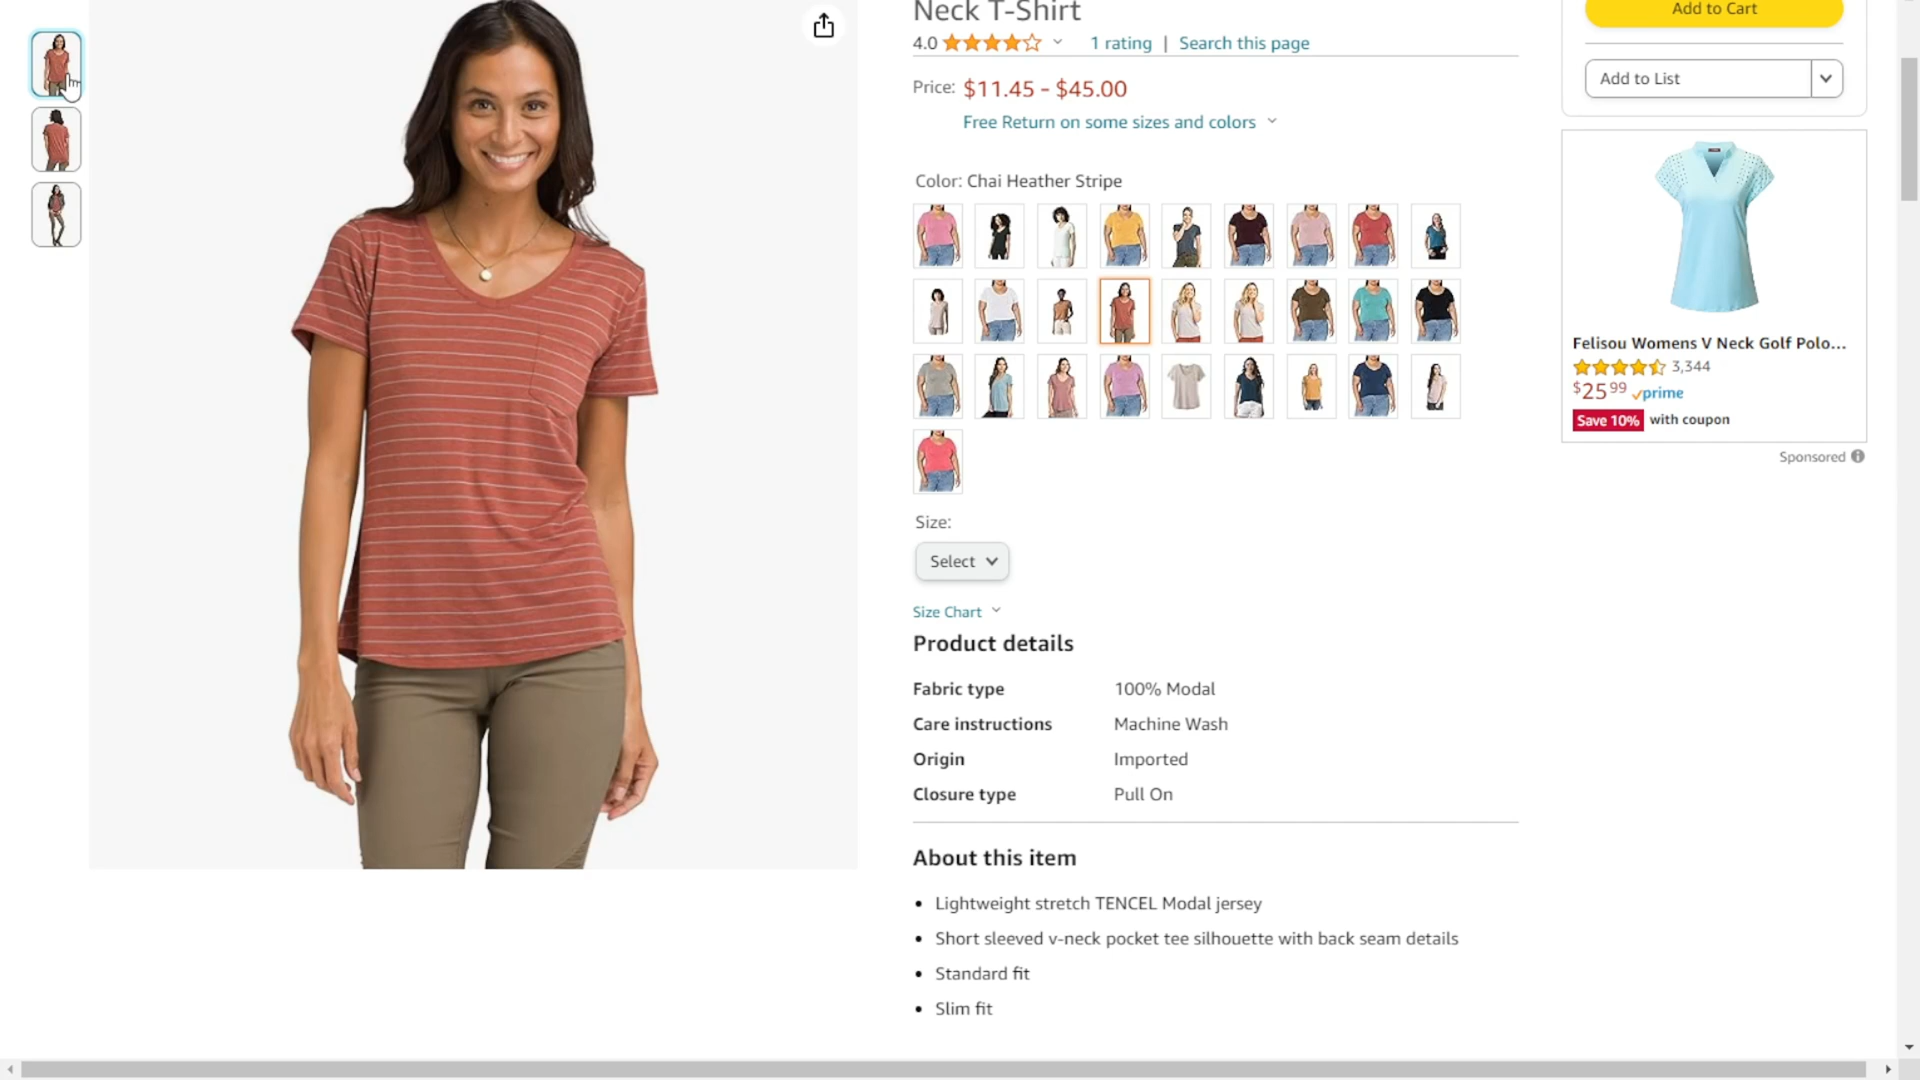 Neck T-Shirt
4.0
1 rating | Search this page
Price: $11.45 - $45.00
Free Return on some sizes and colors
Color: Chai Heather Stripe
Size:
Select
Size Chart
Product details
Fabric type 100% Modal
Care instructions Machine Wash
Origin Imported
Closure type Pull On
About this item
• Lightweight stretch TENCEL Modal jersey
• Short sleeved v-neck pocket tee silhouette with back seam details
• Standard fit
• Slim fit
Add to Cart
Add to List
Felisou Womens V Neck Golf Polo...
3,344
$25 99 prime
Save 10% with coupon
Sponsored